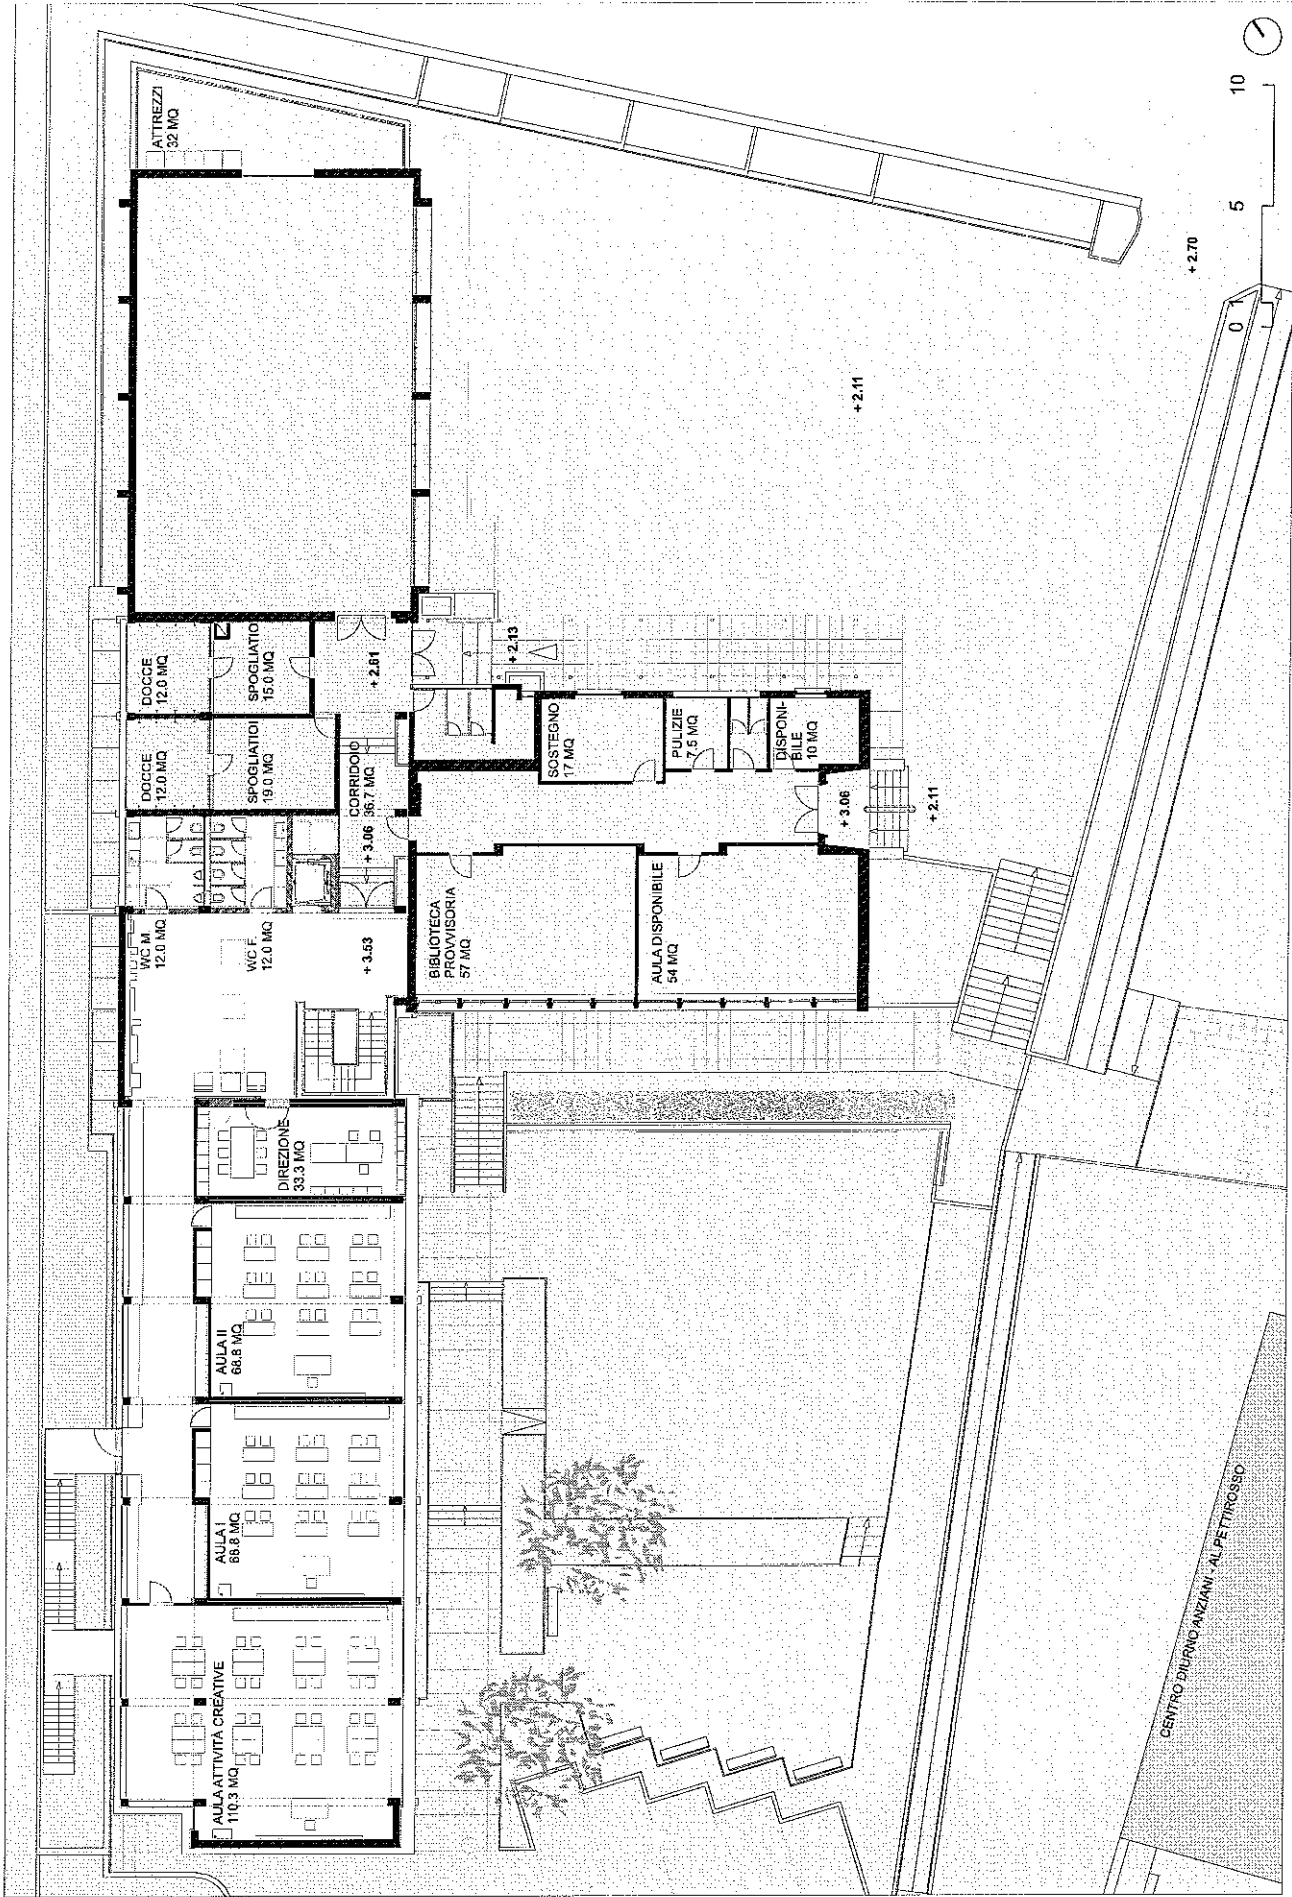 ATTREZZI
32 MQ
DOCCE
12.0 MQ
SPOGLIATOI
15.0 MQ
+ 2.61
+ 2.13
DOCCE
12.0 MQ
SPOGLIATOI
19.0 MQ
CORRIDOIO
36.7 MQ
+ 3.06
WC M.
12.0 MQ
WC F.
12.0 MQ
+ 3.53
SOSTEGNO
17 MQ
PULIZIE
7.5 MQ
DISPONI-
BILE
10 MQ
+ 3.06
+ 2.11
BIBLIOTECA
PROVVISORIA
57 MQ
AULA DISPONIBILE
54 MQ
DIREZIONE
33.3 MQ
AULA II
68.8 MQ
AULA I
68.8 MQ
AULA ATTIVITÀ CREATIVE
110.3 MQ
+ 2.11
+ 2.70
0 1 5 10
CENTRO DIURNO ANZIANI - AL PETTIROSSO